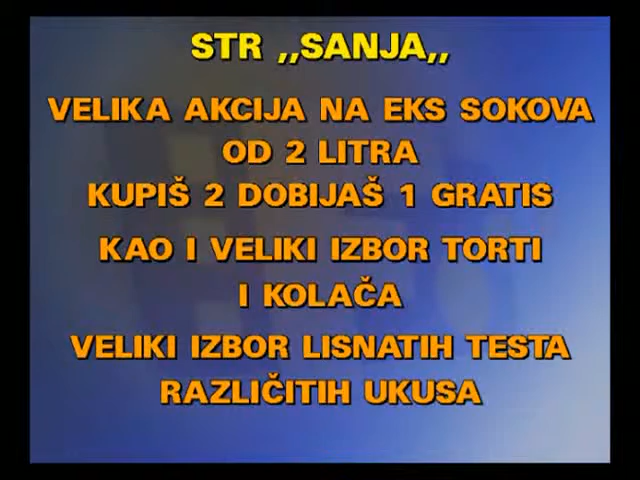 STR ,,SANJA,,
VELIKA AKCIJA NA EKS SOKOVA
OD 2 LITRA
KUPIŠ 2 DOBIJAŠ 1 GRATIS
KAO I VELIKI IZBOR TORTI
I KOLAČA
VELIKI IZBOR LISNATIH TESTA
RAZLIČITIH UKUSA